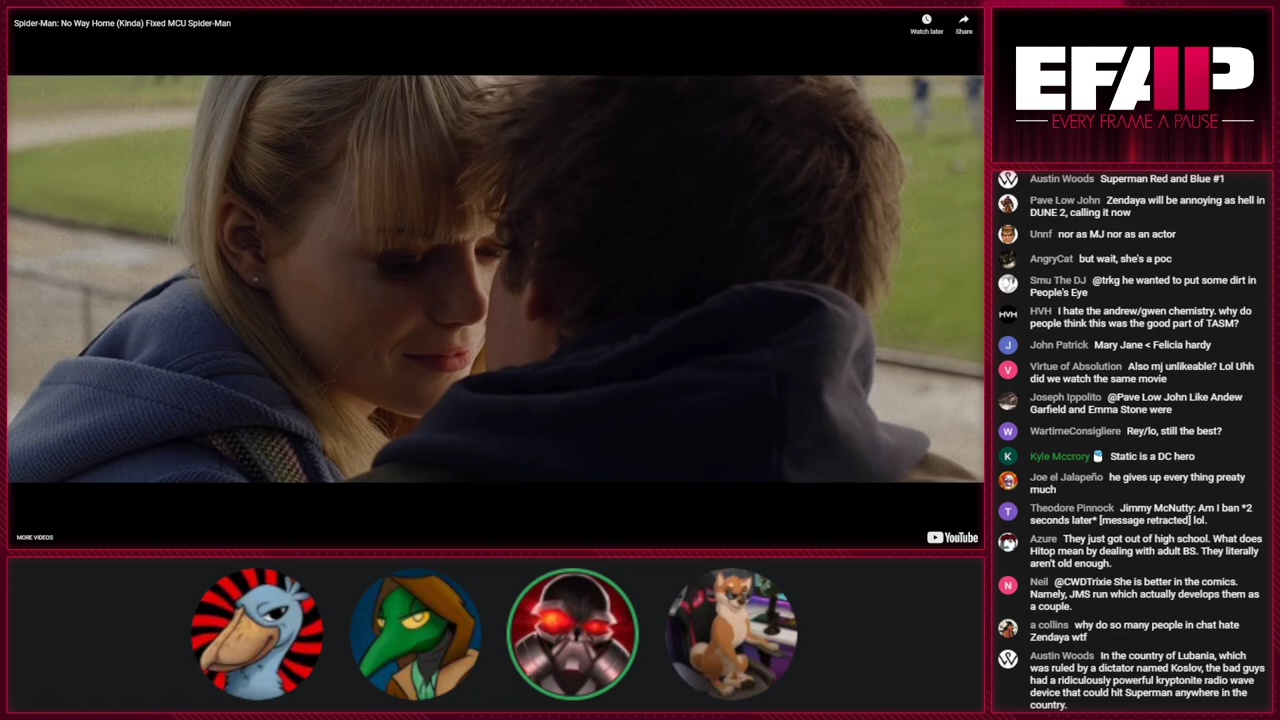 Spider-Man: No Way Home (Kinda) Fixed MCU Spider-Man
Watch later
Share
MORE VIDEOS
YouTube
EFAP
EVERY FRAME A PAUSE
Austin Woods Superman Red and Blue #1
Pave Low John Zendaya will be annoying as hell in
DUNE 2, calling it now
Unnf nor as MJ nor as an actor
AngryCat but wait, she's a poc
Smu The DJ @trkg he wanted to put some dirt in
People's Eye
HVH I hate the andrew/gwen chemistry. why do
people think this was the good part of TASM?
John Patrick Mary Jane < Felicia hardy
Virtue of Absolution Also mj unlikeable? Lol Uhh
did we watch the same movie
Joseph Ippolito @Pave Low John Like Andew
Garfield and Emma Stone were
WartimeConsigliere Rey/lo, still the best?
Kyle Mccrory Static is a DC hero
Joe el Jalapeño he gives up every thing preaty
much
Theodore Pinnock Jimmy McNutty: Am I ban *2
seconds later* [message retracted] lol.
Azure They just got out of high school. What does
Hitop mean by dealing with adult BS. They literally
aren't old enough.
Neil @CWDTrixie She is better in the comics.
Namely, JMS run which actually develops them as
a couple.
a collins why do so many people in chat hate
Zendaya wtf
Austin Woods In the country of Lubania, which
was ruled by a dictator named Koslov, the bad guys
had a ridiculously powerful kryptonite radio wave
device that could hit Superman anywhere in the
country.
HVH
J
V
W
K
T
N